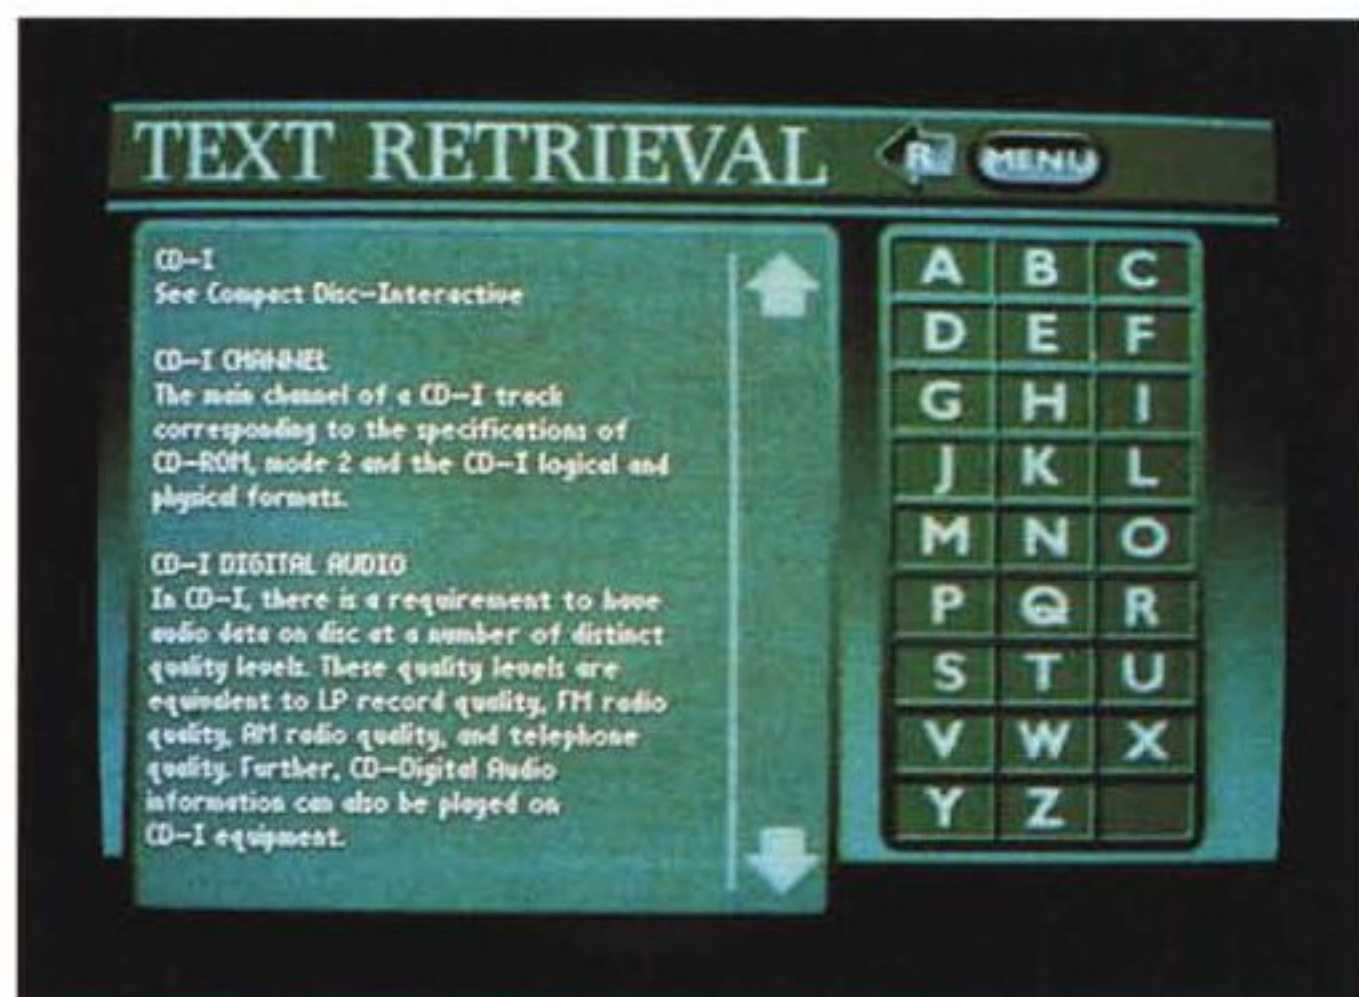 TEXT RETRIEVAL R MENU
CD-I
See Compact Disc-Interactive
CD-I CHANNEL
The main channel of a CD-I track
corresponding to the specifications of
CD-ROM, mode 2 and the CD-I logical and
physical formats.
CD-I DIGITAL AUDIO
In CD-I, there is a requirement to have
audio data on disc at a number of distinct
quality levels. These quality levels are
equivalent to LP record quality, FM radio
quality, AM radio quality, and telephone
quality. Further, CD-Digital Audio
information can also be played on
CD-I equipment.
A B C
D E F
G H I
J K L
M N O
P Q R
S T U
V W X
Y Z